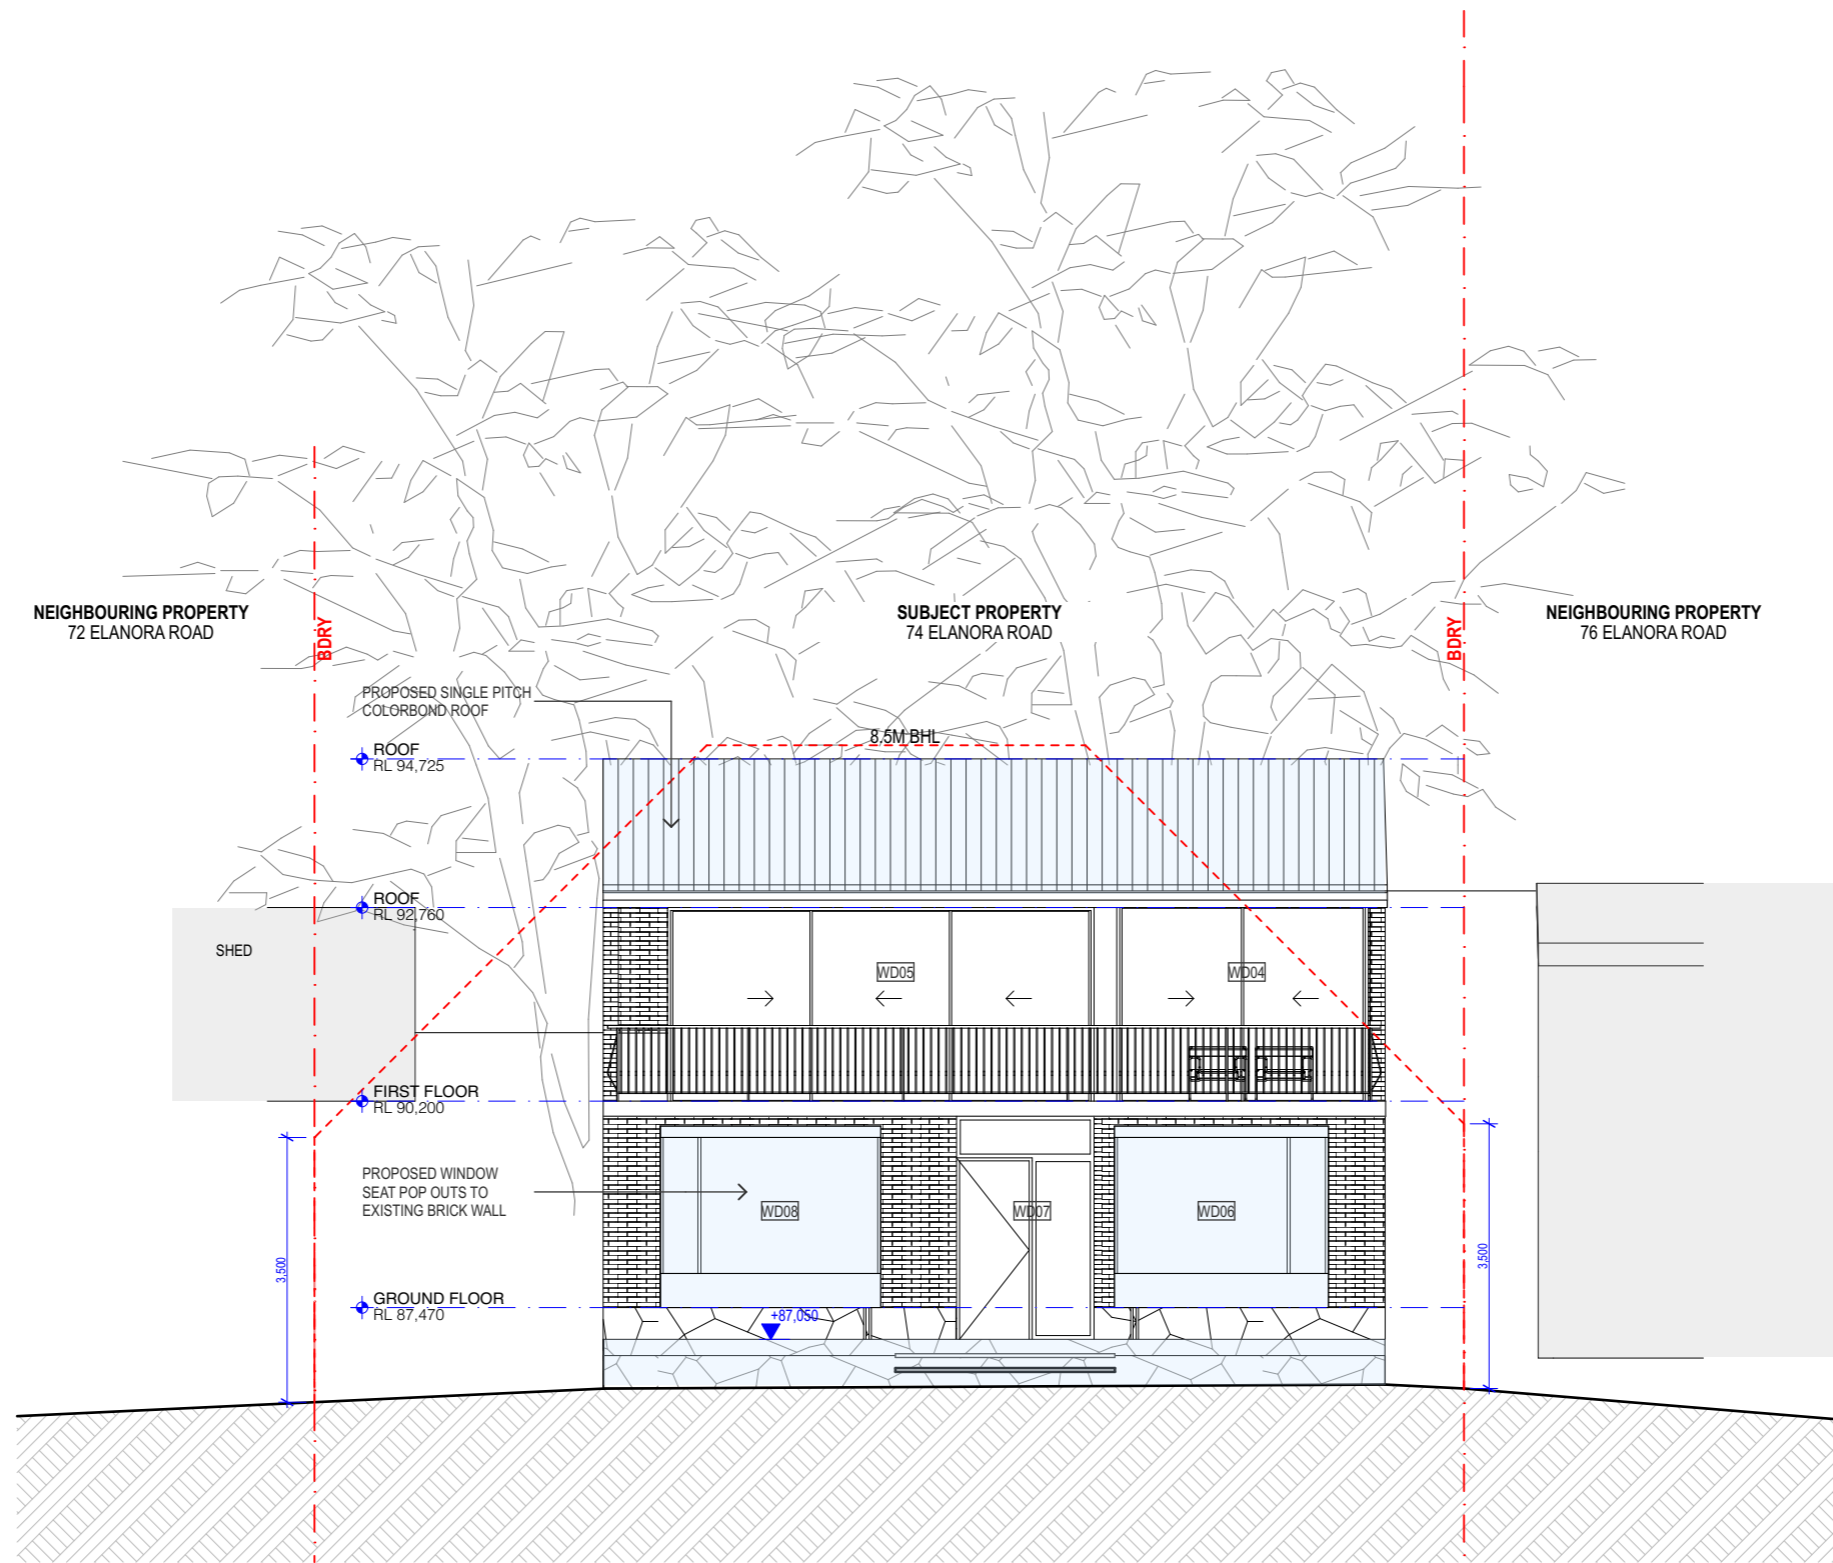 NEIGHBOURING PROPERTY
72 ELANORA ROAD
BDRY
SUBJECT PROPERTY
74 ELANORA ROAD
BDRY
NEIGHBOURING PROPERTY
76 ELANORA ROAD
PROPOSED SINGLE PITCH
COLORBOND ROOF
8.5M BHL
ROOF
RL 94,725
ROOF
RL 92,760
SHED
WD05
WD04
FIRST FLOOR
RL 90,200
PROPOSED WINDOW
SEAT POP OUTS TO
EXISTING BRICK WALL
WD08
WD07
WD06
3,500
3,500
GROUND FLOOR
RL 87,470
+87,050